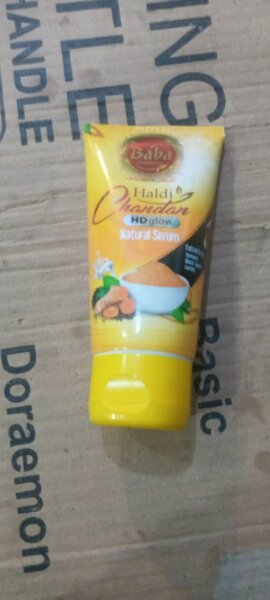 ING
TLE
HANDLE
Baba
Haldi
Chandan
HD glow
Natural Serum
Basic
Doraemon